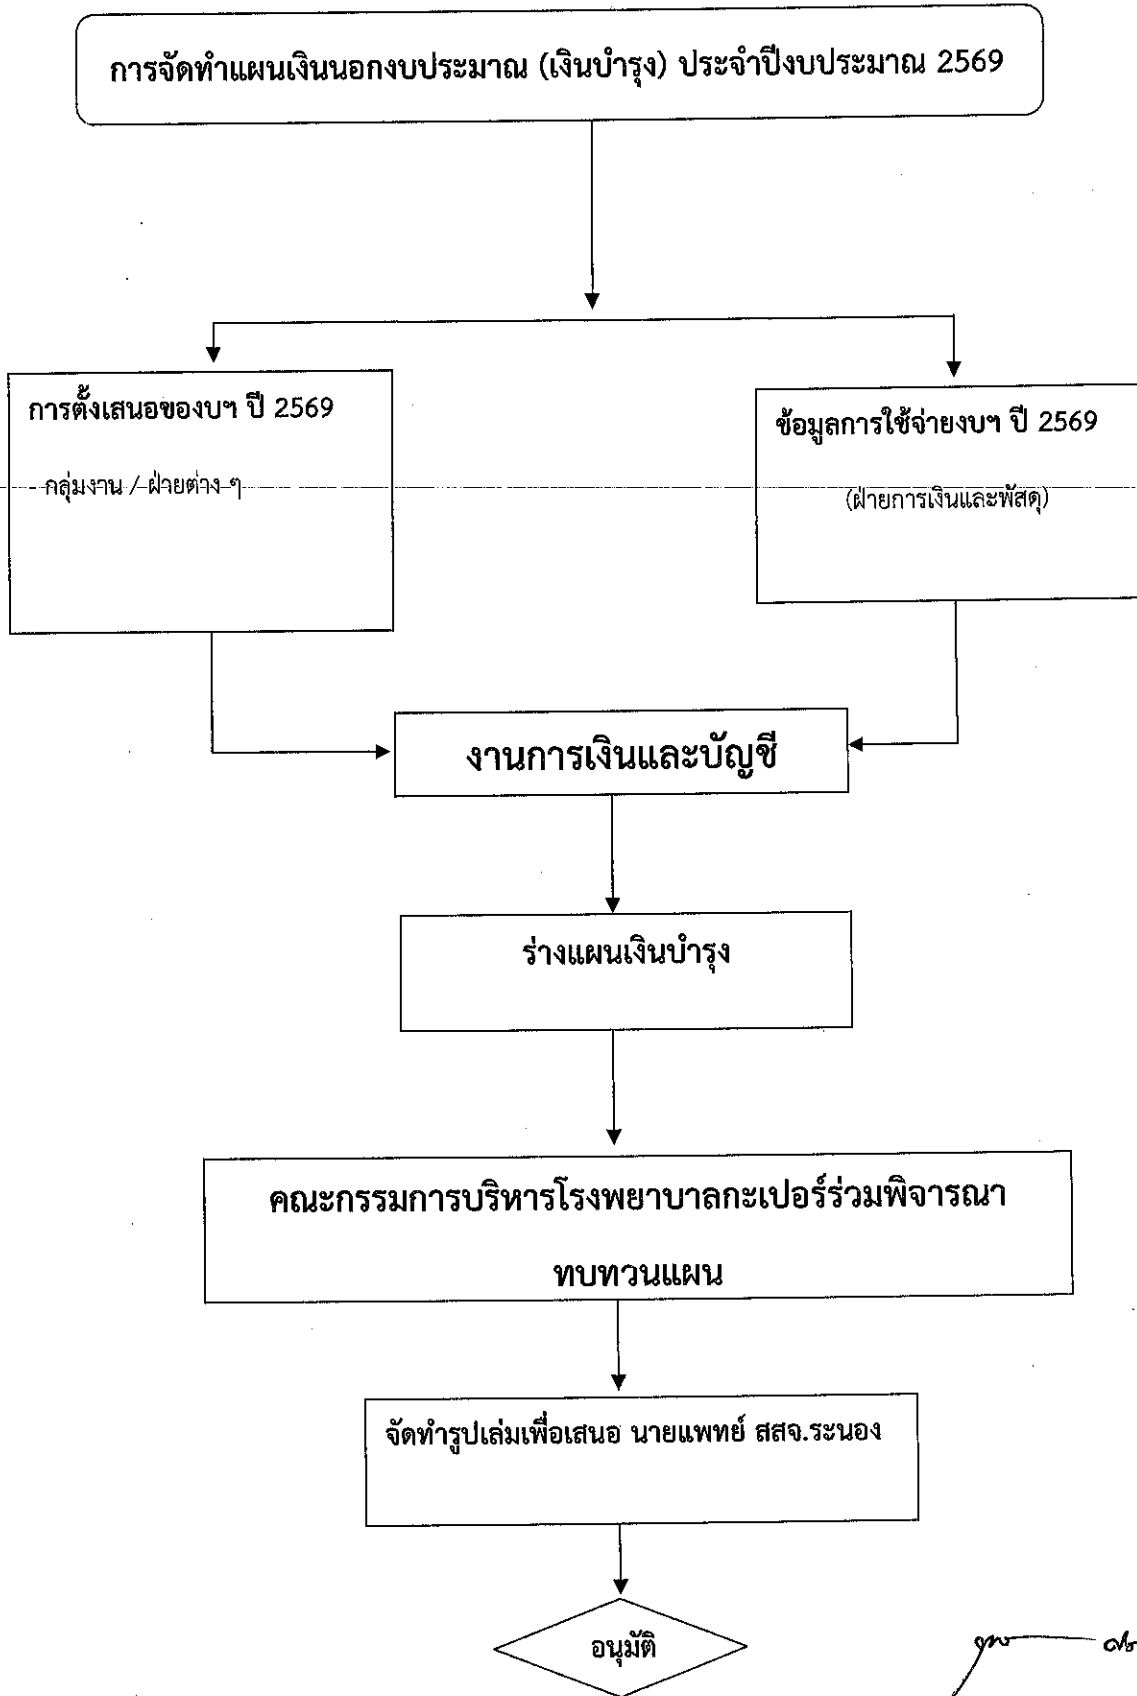 การจัดทำแผนเงินนอกงบประมาณ (เงินบำรุง) ประจำปีงบประมาณ 2569
การตั้งเสนอของบฯ ปี 2569
- กลุ่มงาน / ฝ่ายต่าง ๆ
ข้อมูลการใช้จ่ายงบฯ ปี 2569
(ฝ่ายการเงินและพัสดุ)
งานการเงินและบัญชี
ร่างแผนเงินบำรุง
คณะกรรมการบริหารโรงพยาบาลกะเปอร์ร่วมพิจารณา
ทบทวนแผน
จัดทำรูปเล่มเพื่อเสนอ นายแพทย์ สสจ.ระนอง
อนุมัติ